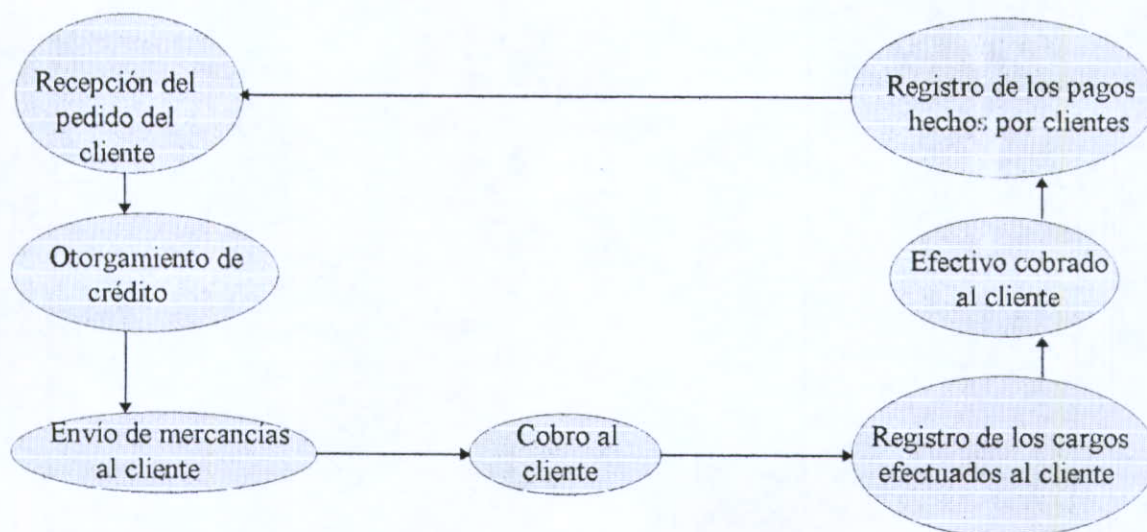 Recepción del
pedido del
cliente
Registro de los pagos
hechos por clientes
Otorgamiento de
crédito
Efectivo cobrado
al cliente
Envío de mercancías
al cliente
Cobro al
cliente
Registro de los cargos
efectuados al cliente